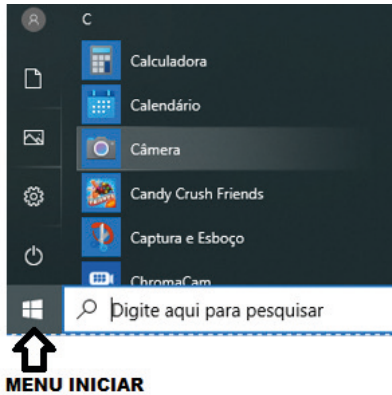 C
Calculadora
Calendário
Câmera
Candy Crush Friends
Captura e Esboço
ChromaCam
Digite aqui para pesquisar
MENU INICIAR